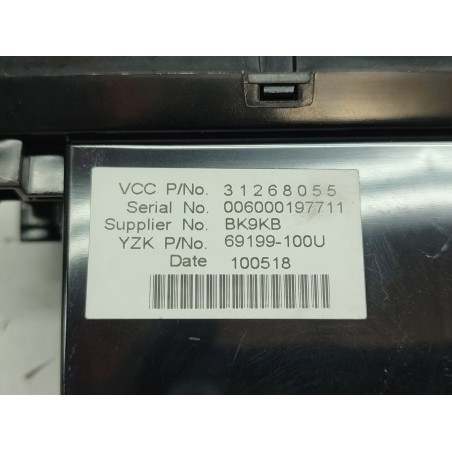 VCC P/No. 31268055
Serial No. 006000197711
Supplier No. BK9KB
YZK P/No. 69199-100U
Date 100518